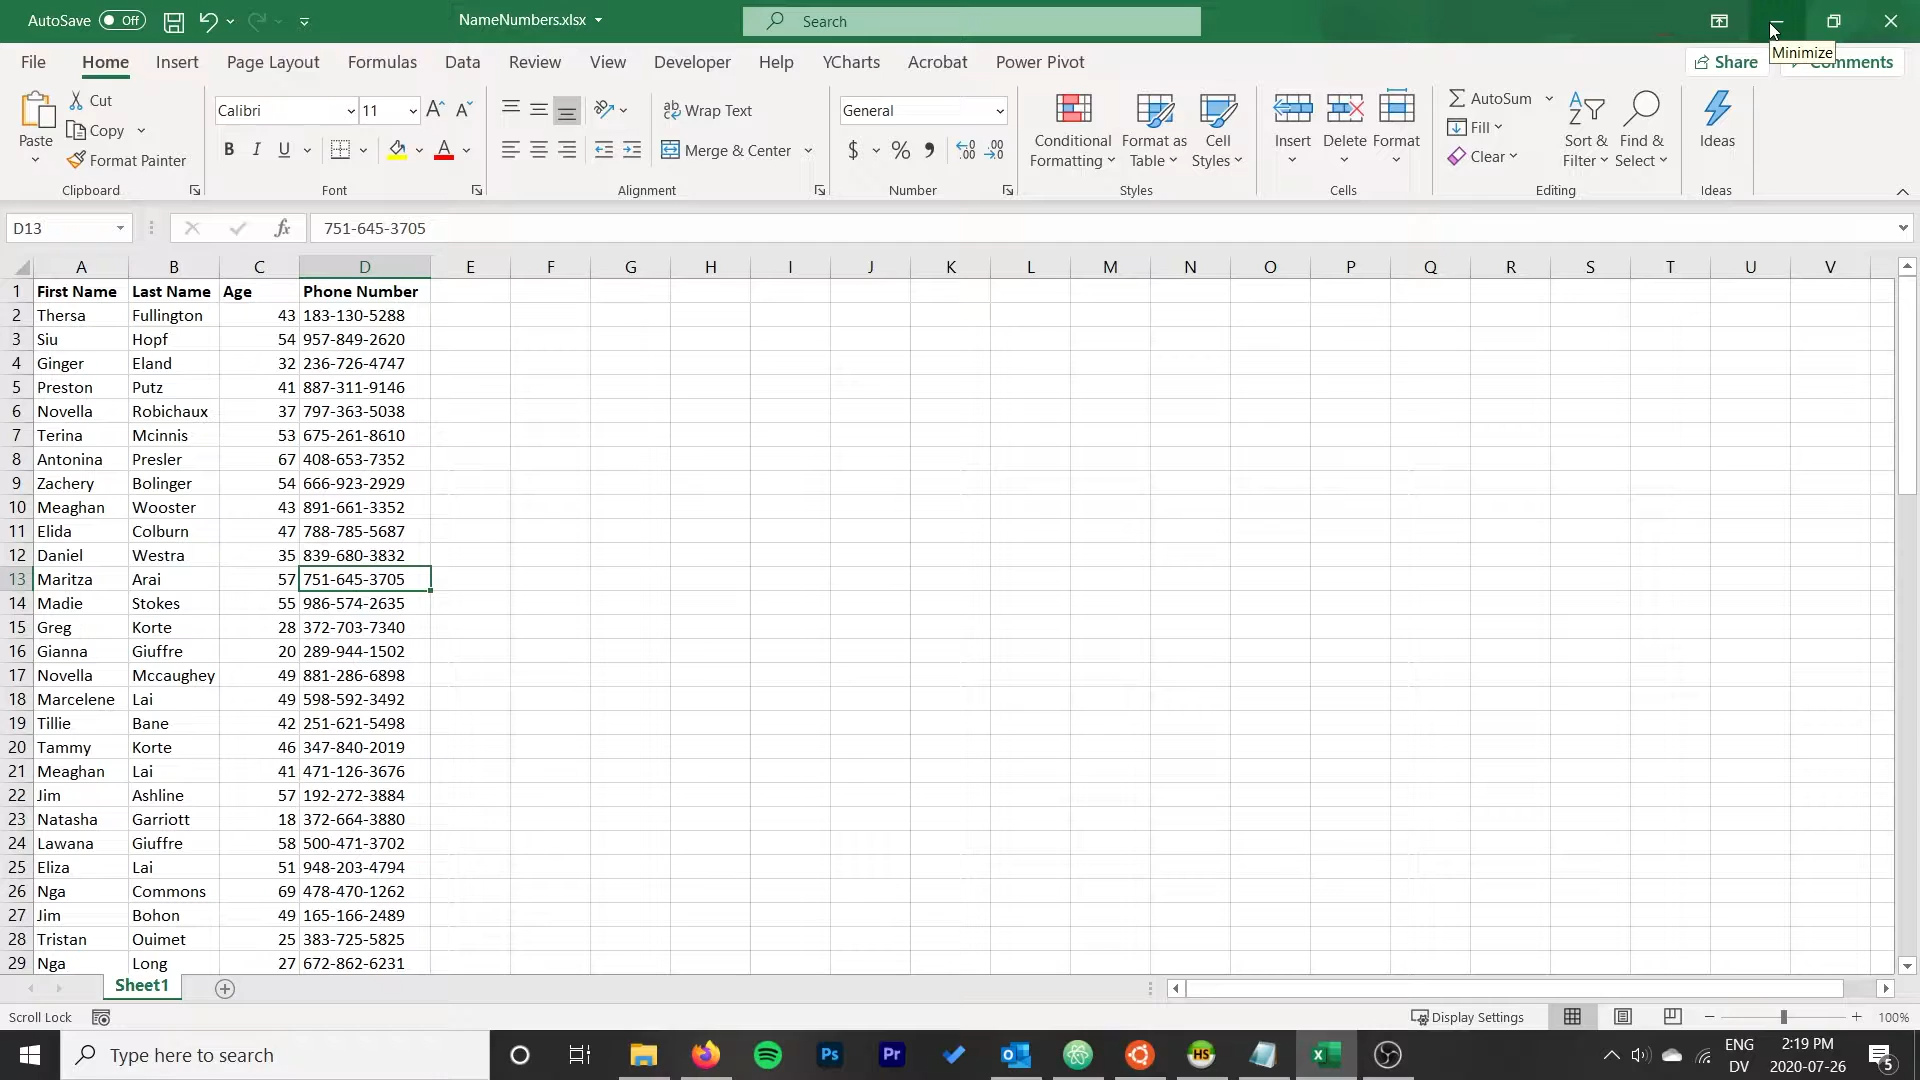 AutoSave Off NameNumbers.xlsx Search
Minimize
File Home Insert Page Layout Formulas Data Review View Developer Help YCharts Acrobat Power Pivot Share Comments
Paste Cut Copy Format Painter Clipboard
Calibri 11 B I U A Font
Wrap Text Merge & Center Alignment
General $ % Number
Conditional Formatting Format as Table Cell Styles Styles
Insert Delete Format Cells
AutoSum Fill Clear Sort & Filter Find & Select Editing
Ideas Ideas
D13 fx 751-645-3705
A B C D E F G H I J K L M N O P Q R S T U V
1 First Name Last Name Age Phone Number
2 Thersa Fullington 43 183-130-5288
3 Siu Hopf 54 957-849-2620
4 Ginger Eland 32 236-726-4747
5 Preston Putz 41 887-311-9146
6 Novella Robichaux 37 797-363-5038
7 Terina Mcinnis 53 675-261-8610
8 Antonina Presler 67 408-653-7352
9 Zachery Bolinger 54 666-923-2929
10 Meaghan Wooster 43 891-661-3352
11 Elida Colburn 47 788-785-5687
12 Daniel Westra 35 839-680-3832
13 Maritza Arai 57 751-645-3705
14 Madie Stokes 55 986-574-2635
15 Greg Korte 28 372-703-7340
16 Gianna Giuffre 20 289-944-1502
17 Novella Mccaughey 49 881-286-6898
18 Marcelene Lai 49 598-592-3492
19 Tillie Bane 42 251-621-5498
20 Tammy Korte 46 347-840-2019
21 Meaghan Lai 41 471-126-3676
22 Jim Ashline 57 192-272-3884
23 Natasha Garriott 18 372-664-3880
24 Lawana Giuffre 58 500-471-3702
25 Eliza Lai 51 948-203-4794
26 Nga Commons 69 478-470-1262
27 Jim Bohon 49 165-166-2489
28 Tristan Ouimet 25 383-725-5825
29 Nga Long 27 672-862-6231
Sheet1
Scroll Lock Display Settings 100%
Type here to search Ps Pr HS ENG 2:19 PM
DV 2020-07-26 5